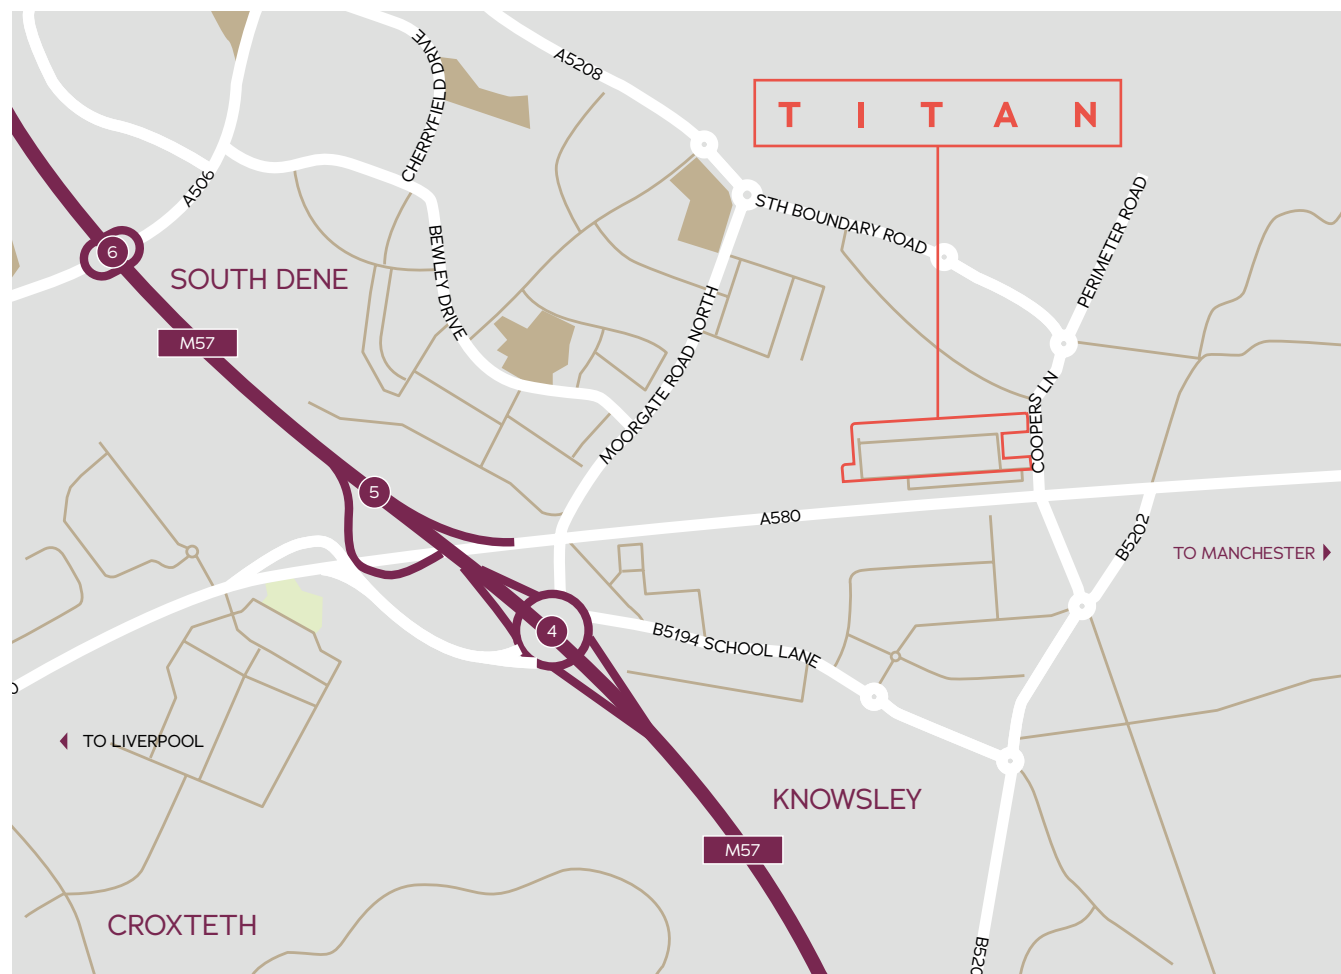 CHERRYFIELD DRIVE
A5208
T I T A N
A506
STH BOUNDARY ROAD
PERIMETER ROAD
6
SOUTH DENE
BEWLEY DRIVE
M57
MOORGATE ROAD NORTH
COOPERS LN
5
A580
B5202
TO MANCHESTER
4
B5194 SCHOOL LANE
TO LIVERPOOL
KNOWSLEY
M57
CROXTETH
B520